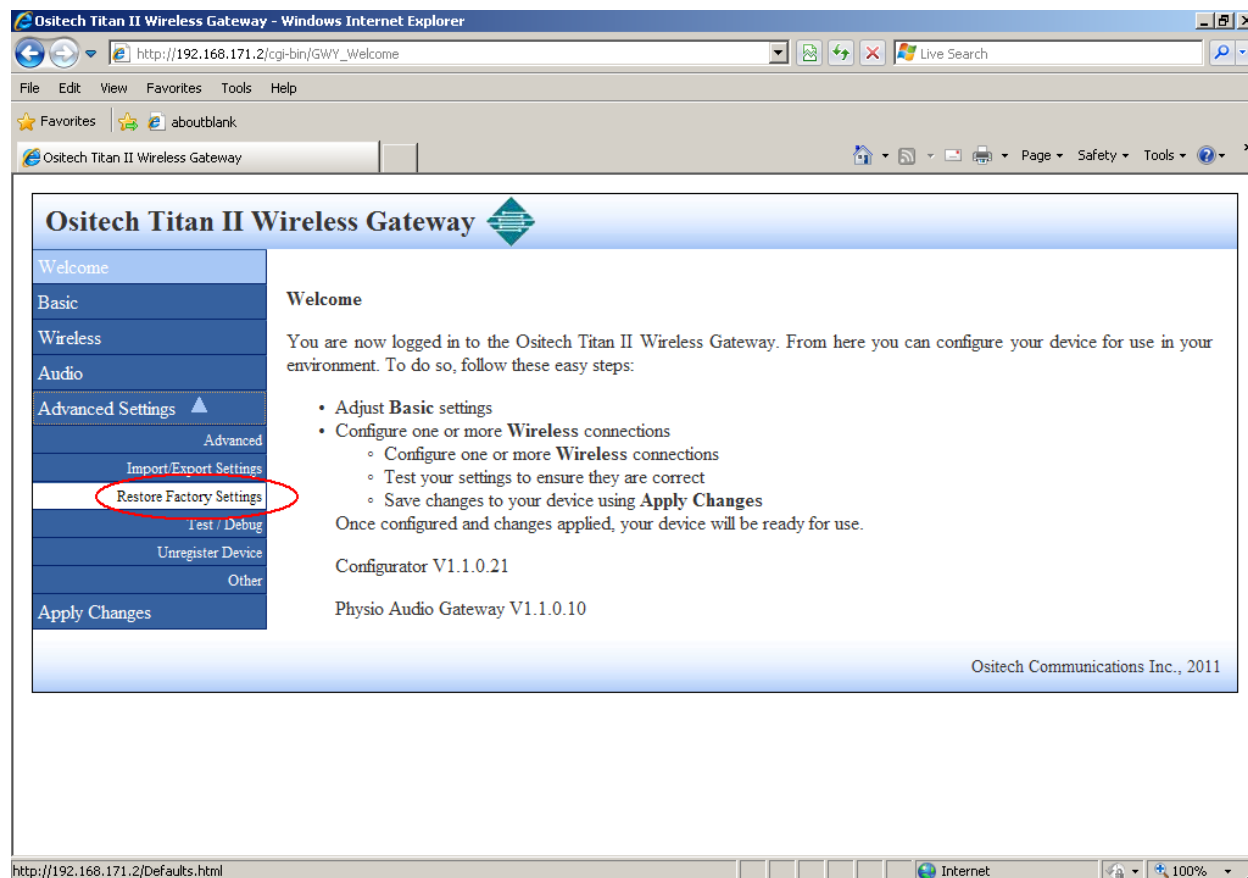 Ositech Titan II Wireless Gateway - Windows Internet Explorer
http://192.168.171.2/cgi-bin/GWY_Welcome
Live Search
File Edit View Favorites Tools Help
Favorites aboutblank
Ositech Titan II Wireless Gateway
Page Safety Tools
Ositech Titan II Wireless Gateway
Welcome
Basic
Wireless
Audio
Advanced Settings
Advanced
Import/Export Settings
Restore Factory Settings
Test / Debug
Unregister Device
Other
Apply Changes
Welcome
You are now logged in to the Ositech Titan II Wireless Gateway. From here you can configure your device for use in your
environment. To do so, follow these easy steps:
• Adjust Basic settings
• Configure one or more Wireless connections
◦ Configure one or more Wireless connections
◦ Test your settings to ensure they are correct
◦ Save changes to your device using Apply Changes
Once configured and changes applied, your device will be ready for use.
Configurator V1.1.0.21
Physio Audio Gateway V1.1.0.10
Ositech Communications Inc., 2011
http://192.168.171.2/Defaults.html
Internet
100%